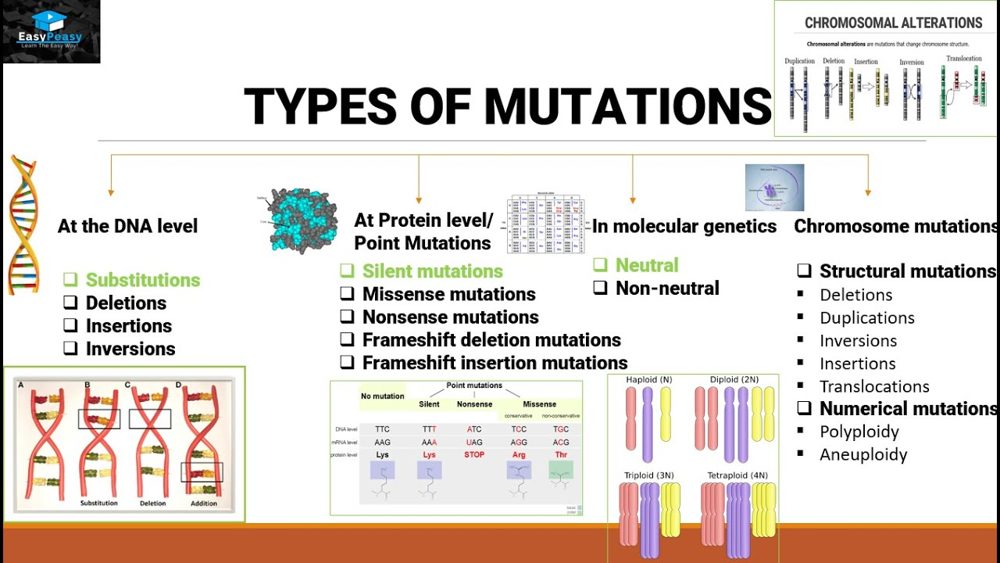 EasyPeasy
Learn The Easy Way!
CHROMOSOMAL ALTERATIONS
Chromosomal alterations are mutations that change chromosome structure.
Duplication Deletion Insertion Inversion Translocation
TYPES OF MUTATIONS
At the DNA level
Substitutions
Deletions
Insertions
Inversions
At Protein level/
Point Mutations
Silent mutations
Missense mutations
Nonsense mutations
Frameshift deletion mutations
Frameshift insertion mutations
In molecular genetics
Neutral
Non-neutral
Chromosome mutations
Structural mutations
Deletions
Duplications
Inversions
Insertions
Translocations
Numerical mutations
Polyploidy
Aneuploidy
A B C D
Substitution Deletion Addition
Point mutations
No mutation
Silent Nonsense Missense
conservative non-conservative
DNA level TTC TTT ATC TCC TGC
mRNA level AAG AAA UAG AGG ACG
protein level Lys Lys STOP Arg Thr
Haploid (N) Diploid (2N)
Triploid (3N) Tetraploid (4N)